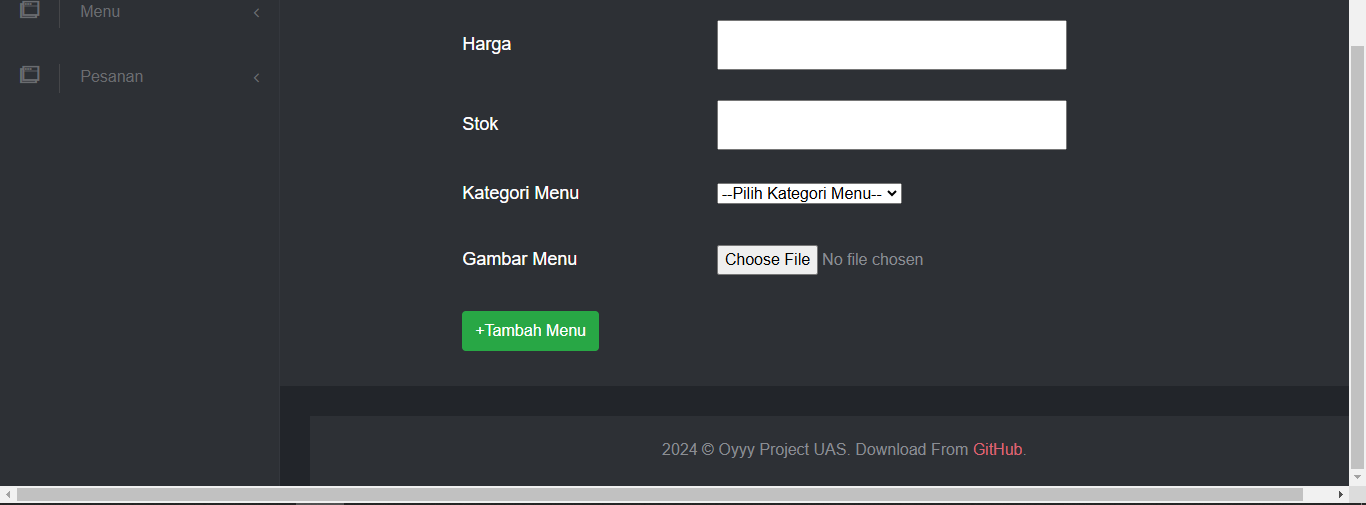 Menu
Pesanan
Harga
Stok
Kategori Menu
--Pilih Kategori Menu--
Gambar Menu
Choose File No file chosen
+Tambah Menu
2024 © Oyyy Project UAS. Download From GitHub.